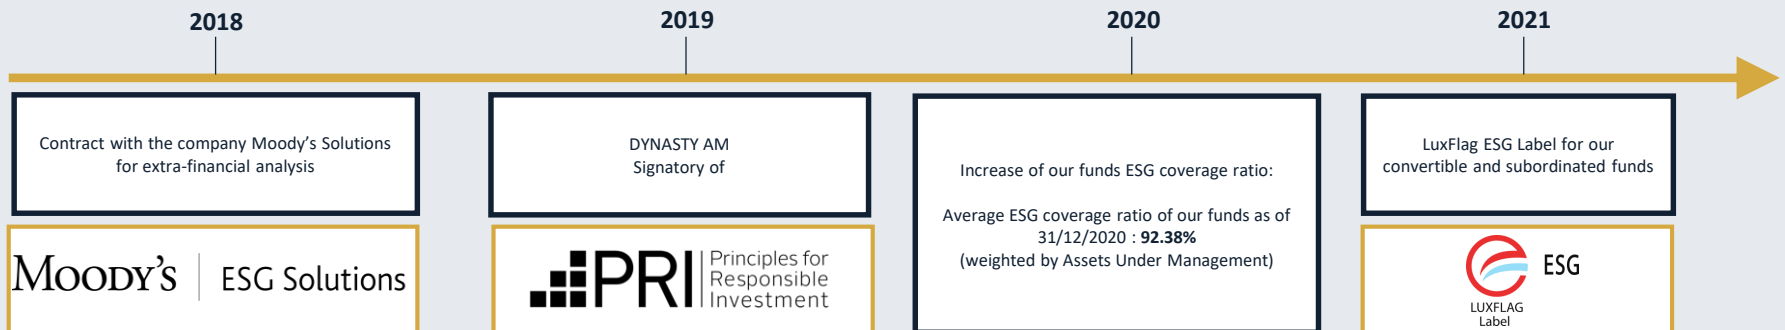 2018
2019
2020
2021
Contract with the company Moody's Solutions
for extra-financial analysis
MOODY'S
ESG Solutions
DYNASTY AM
Signatory of
PRI
Principles for
Responsible
Investment
Increase of our funds ESG coverage ratio:
Average ESG coverage ratio of our funds as of
31/12/2020 : 92.38%
(weighted by Assets Under Management)
LuxFlag ESG Label for our
convertible and subordinated funds
ESG
LUXFLAG
Label